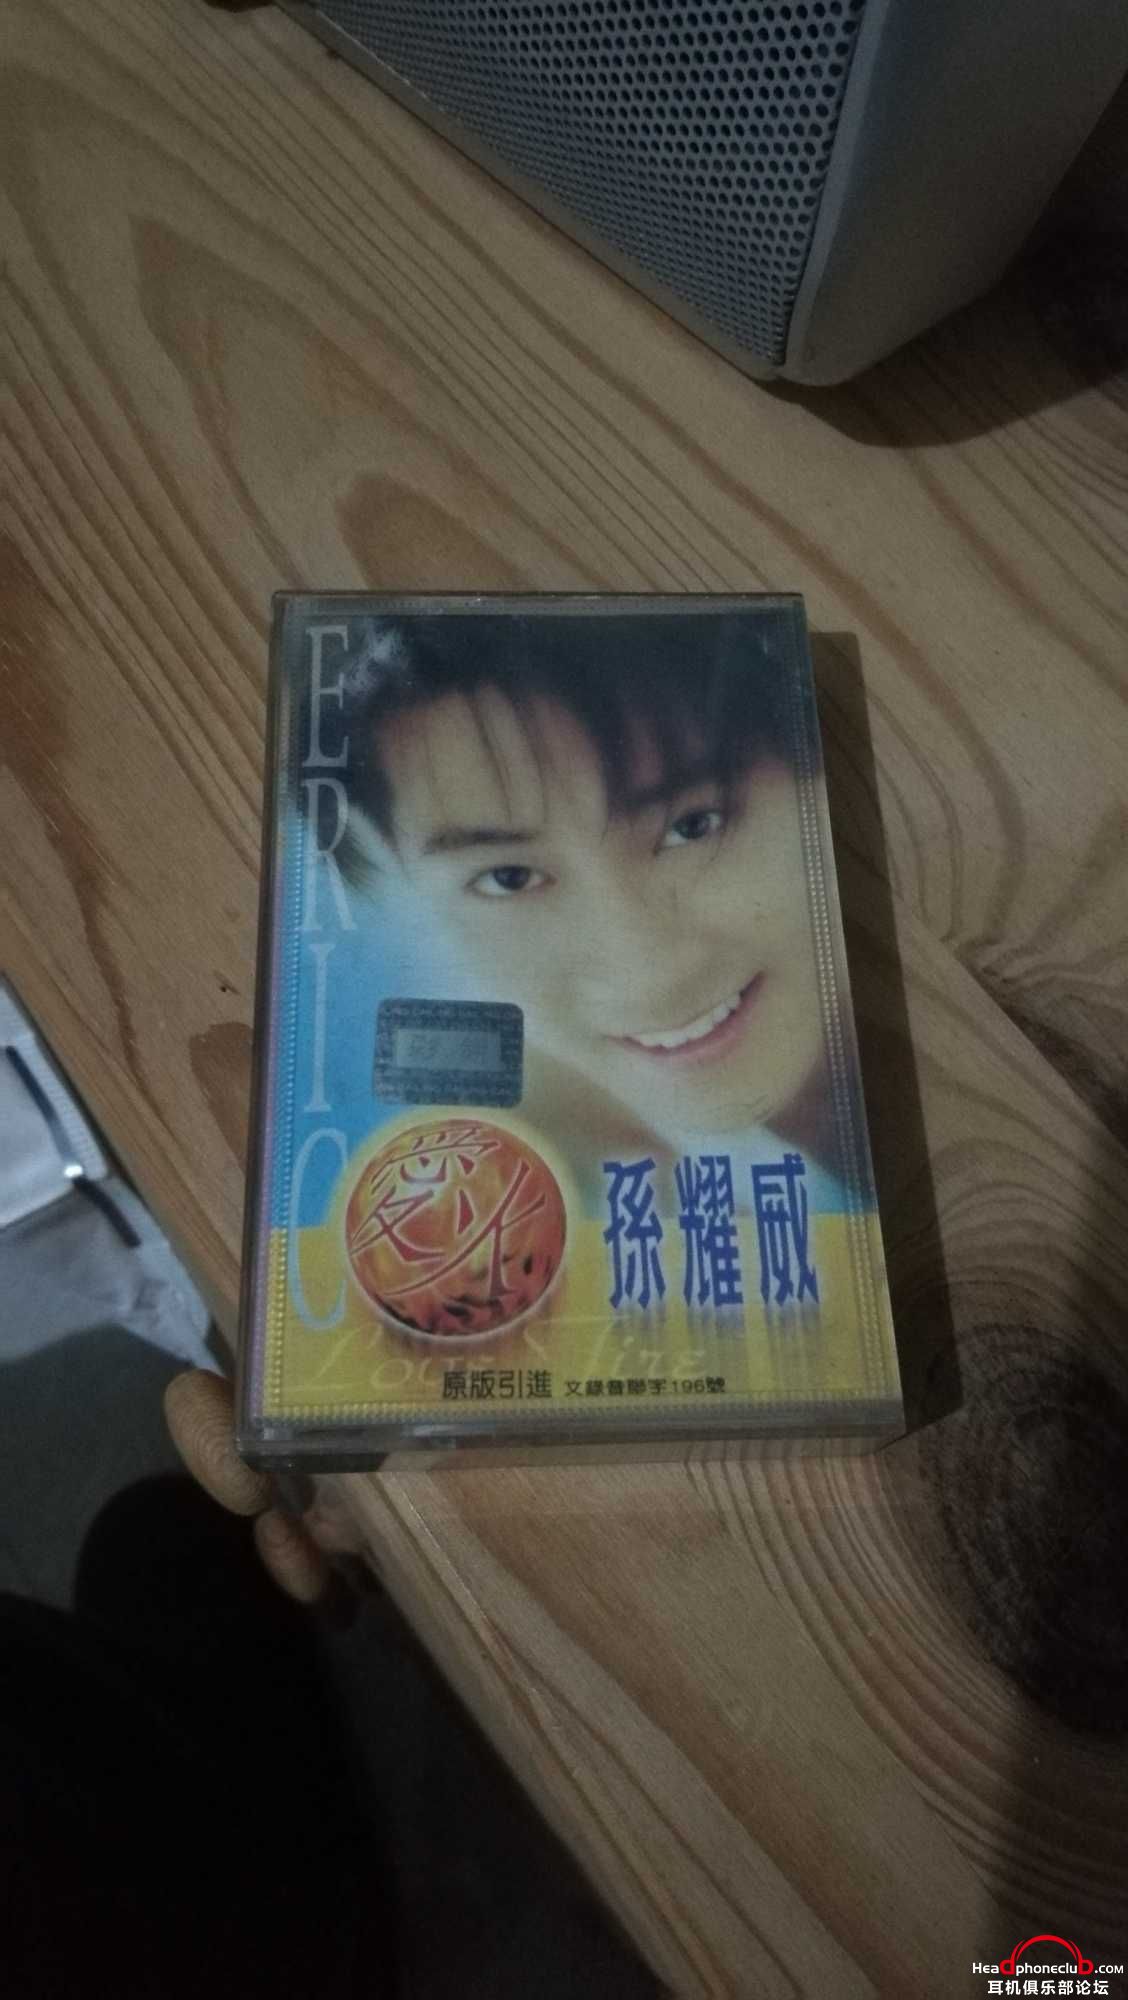 ERIC
愛火
孫耀威
Love & Fire
原版引進 文錄音聯字196號
Headphoneclub.com
耳机俱乐部论坛